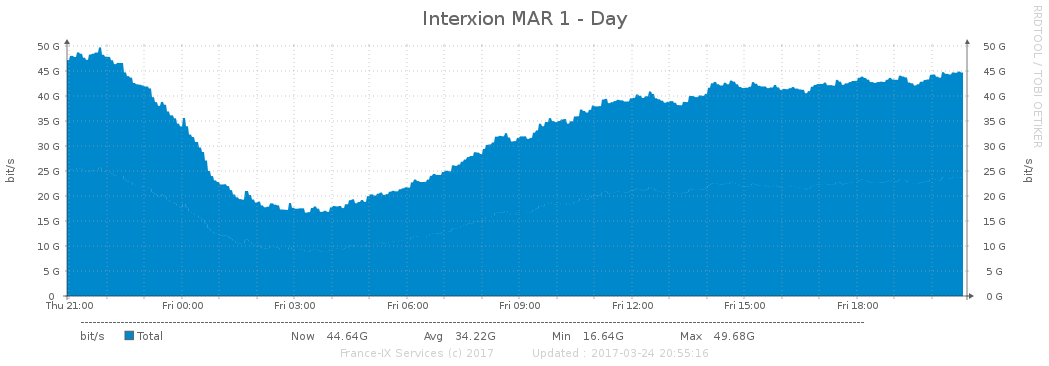 Interxion MAR 1 - Day
RRDTOOL / TOBI OETIKER
bit/s
50 G 50 G
45 G 45 G
40 G 40 G
35 G 35 G
30 G 30 G
25 G 25 G
20 G 20 G
15 G 15 G
10 G 10 G
5 G 5 G
0 0 G
bit/s
Thu 21:00 Fri 00:00 Fri 03:00 Fri 06:00 Fri 09:00 Fri 12:00 Fri 15:00 Fri 18:00
bit/s Total Now 44.64G Avg 34.22G Min 16.64G Max 49.68G
France-IX Services (c) 2017 Updated : 2017-03-24 20:55:16